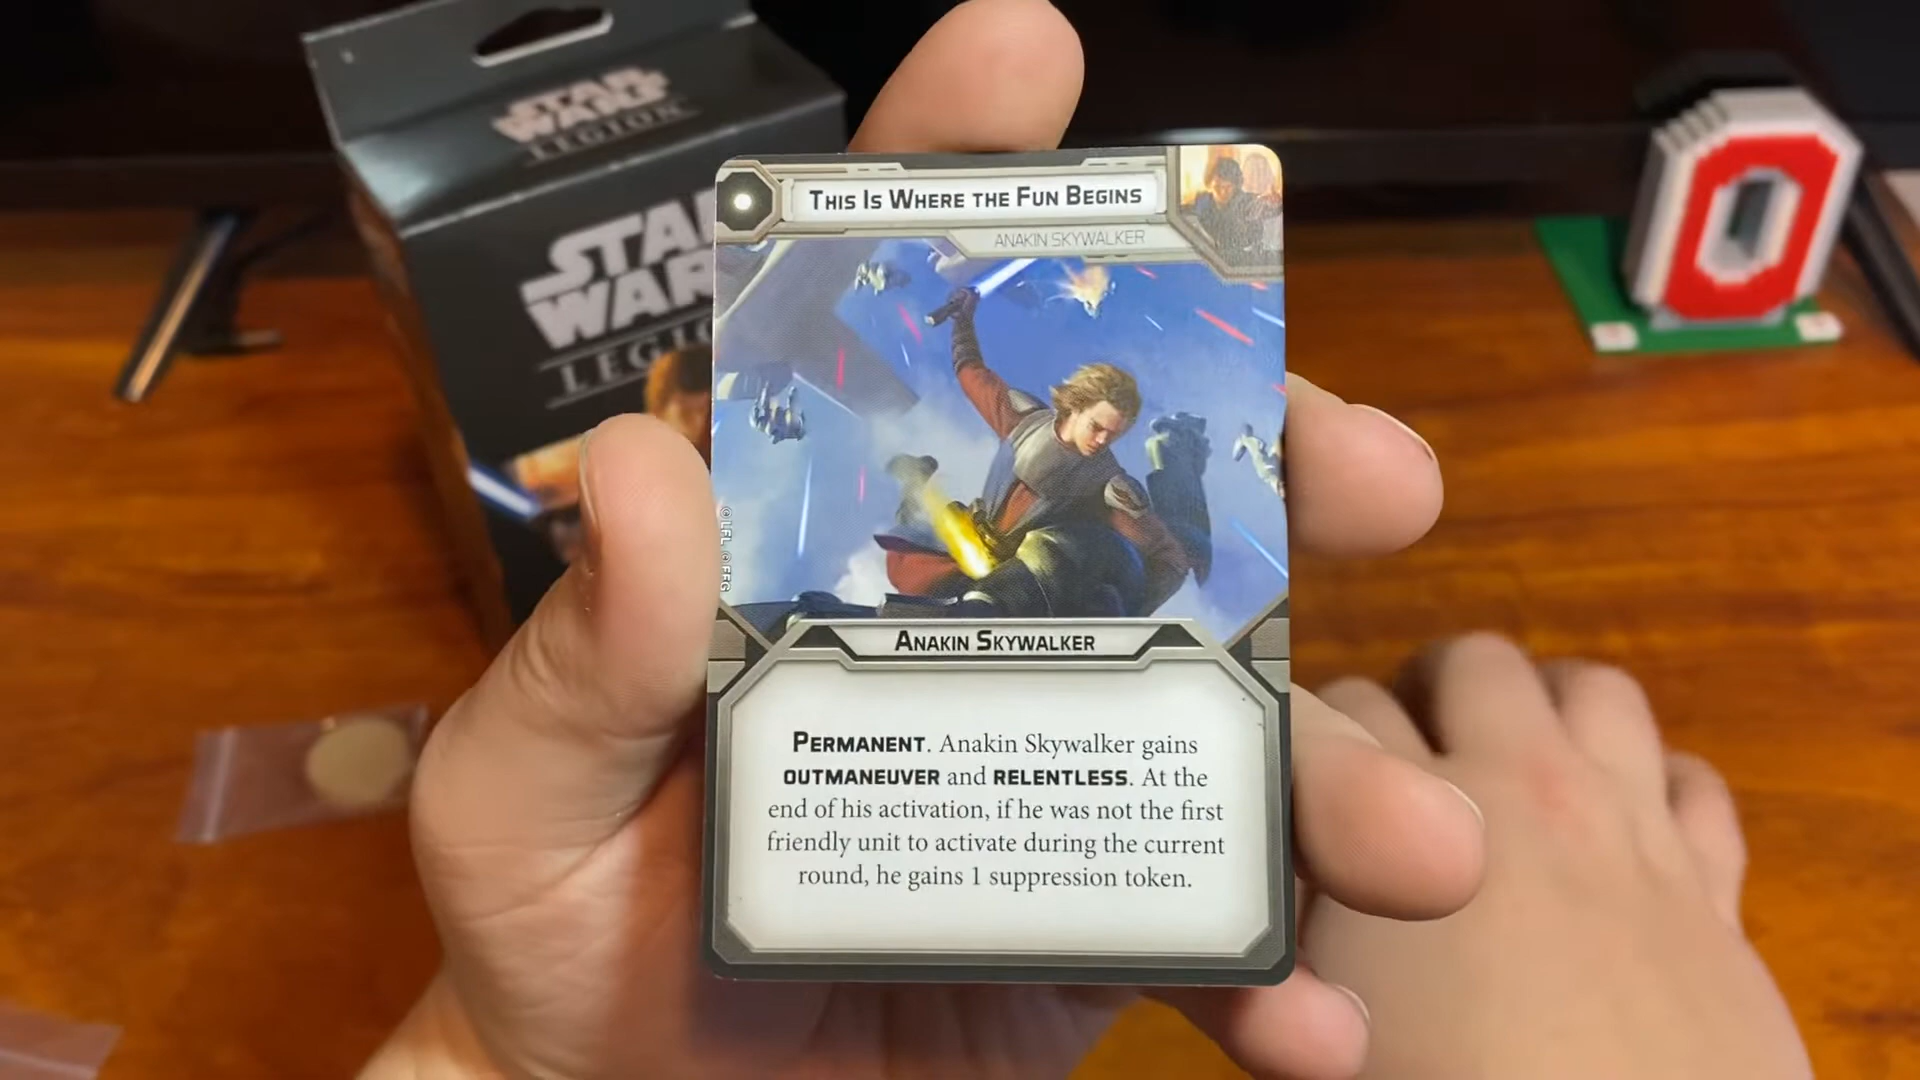 STAR
WARS
LEGION
STAR
WAR
LEGIO
THIS IS WHERE THE FUN BEGINS
ANAKIN SKYWALKER
©LFL ©FFG
ANAKIN SKYWALKER
PERMANENT. Anakin Skywalker gains
OUTMANEUVER and RELENTLESS. At the
end of his activation, if he was not the first
friendly unit to activate during the current
round, he gains 1 suppression token.